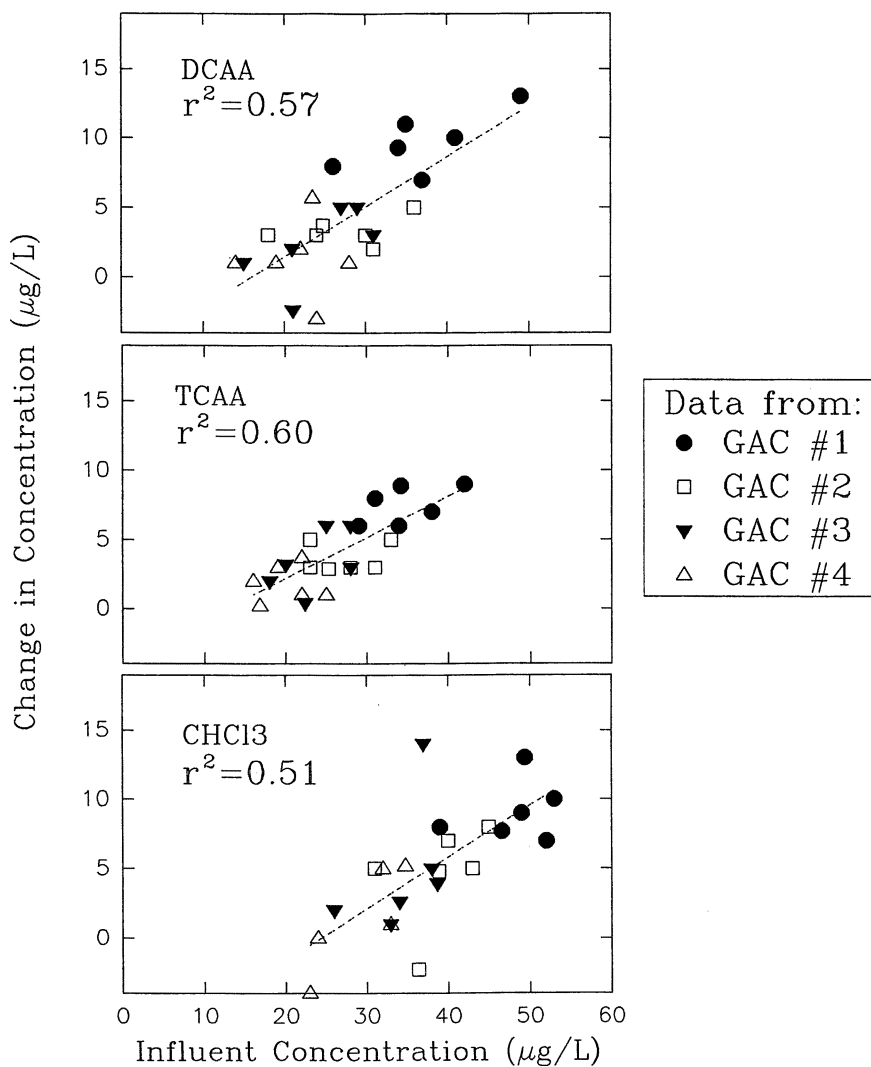 Change in Concentration (μg/L)
15
10
5
0
DCAA
r²=0.57
15
10
5
0
TCAA
r²=0.60
15
10
5
0
CHCl3
r²=0.51
0 10 20 30 40 50 60
Influent Concentration (μg/L)
Data from:
GAC #1
GAC #2
GAC #3
GAC #4